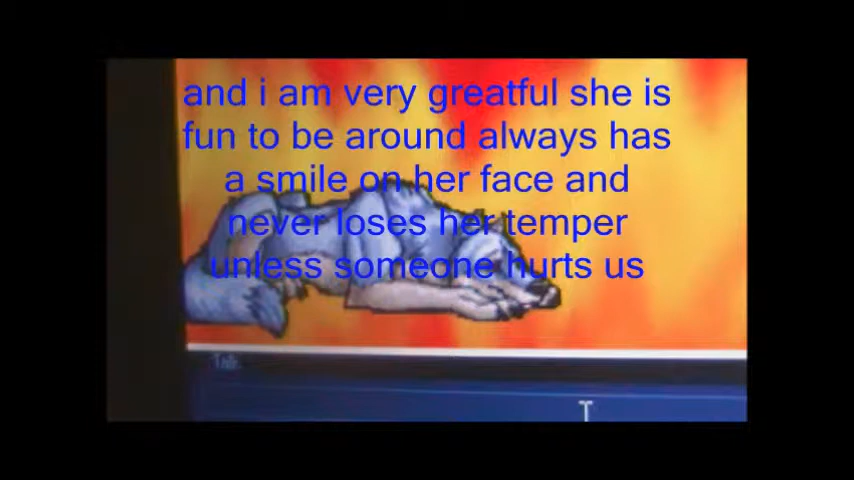 and i am very greatful she is
fun to be around always has
a smile on her face and
never loses her temper
unless someone hurts us